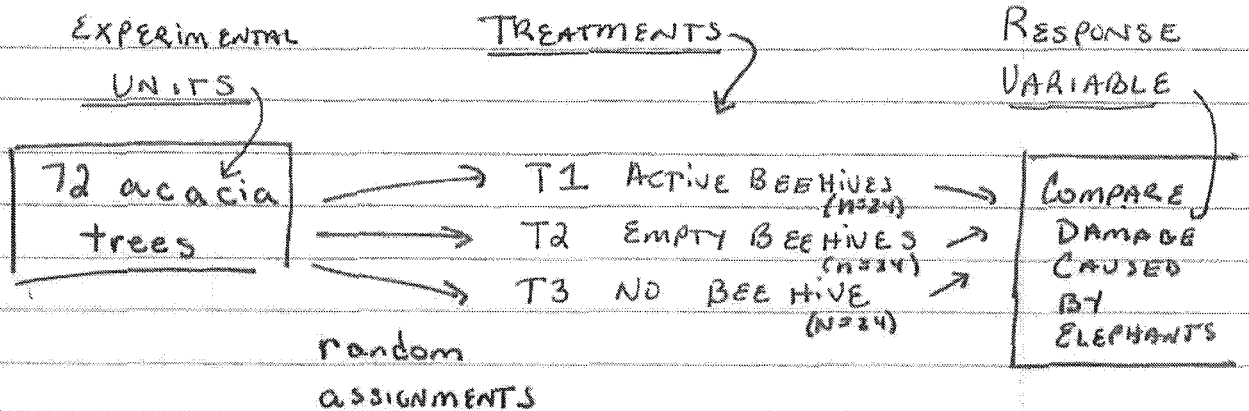 EXPERIMENTAL
UNITS
TREATMENTS
RESPONSE
VARIABLE
72 acacia
trees
T1 ACTIVE BEEHIVES
(n=24)
T2 EMPTY BEEHIVES
(n=24)
T3 NO BEE HIVE
(N=24)
random
ASSIGNMENTS
COMPARE
DAMAGE
CAUSED
BY
ELEPHANTS